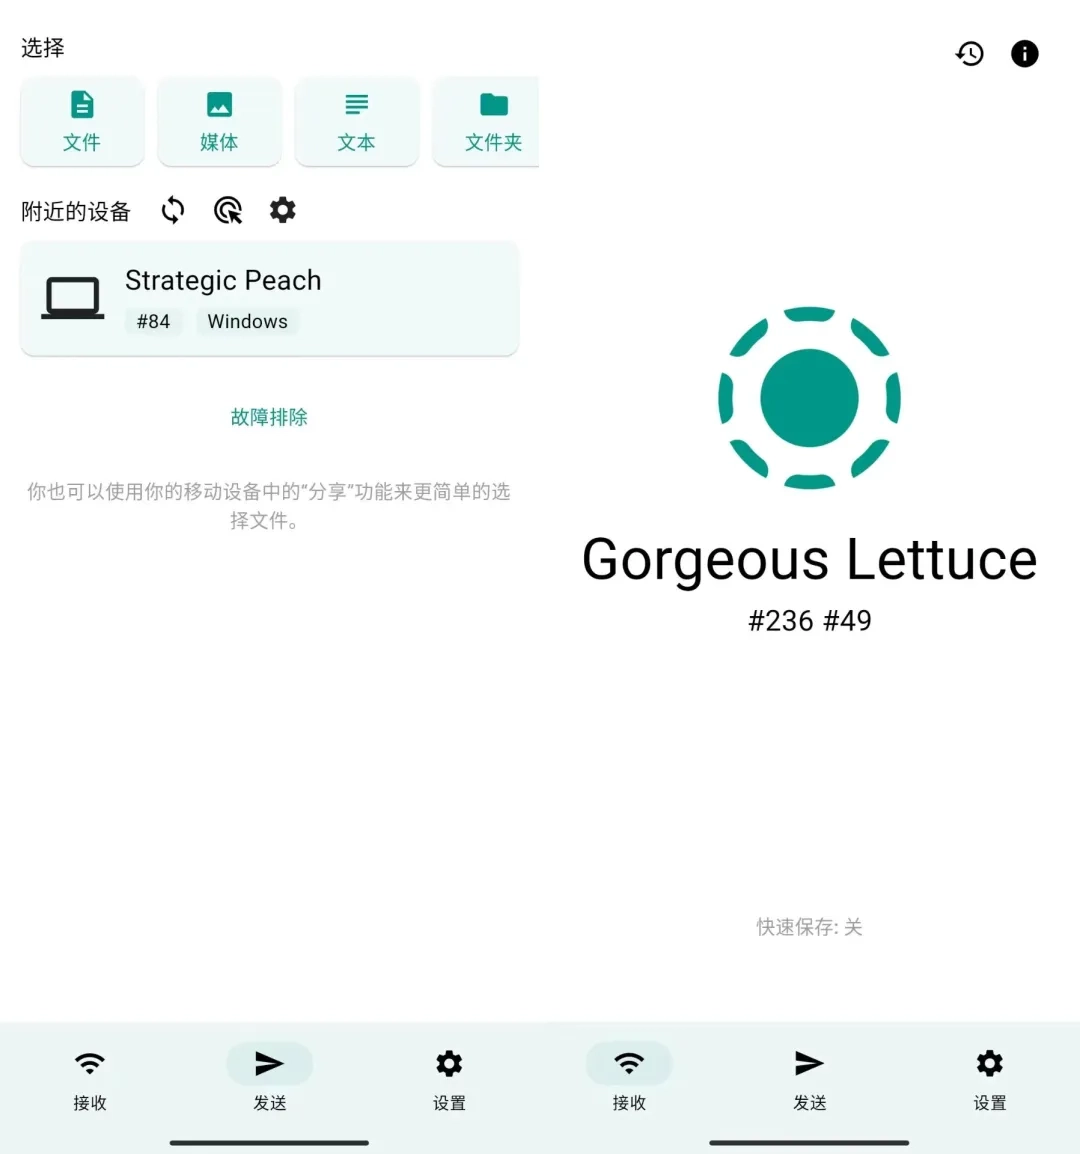 选择
文件
媒体
文本
文件夹
附近的设备
Strategic Peach
#84
Windows
故障排除
你也可以使用你的移动设备中的“分享”功能来更简单的选
择文件。
接收
发送
设置
Gorgeous Lettuce
#236 #49
快速保存: 关
接收
发送
设置